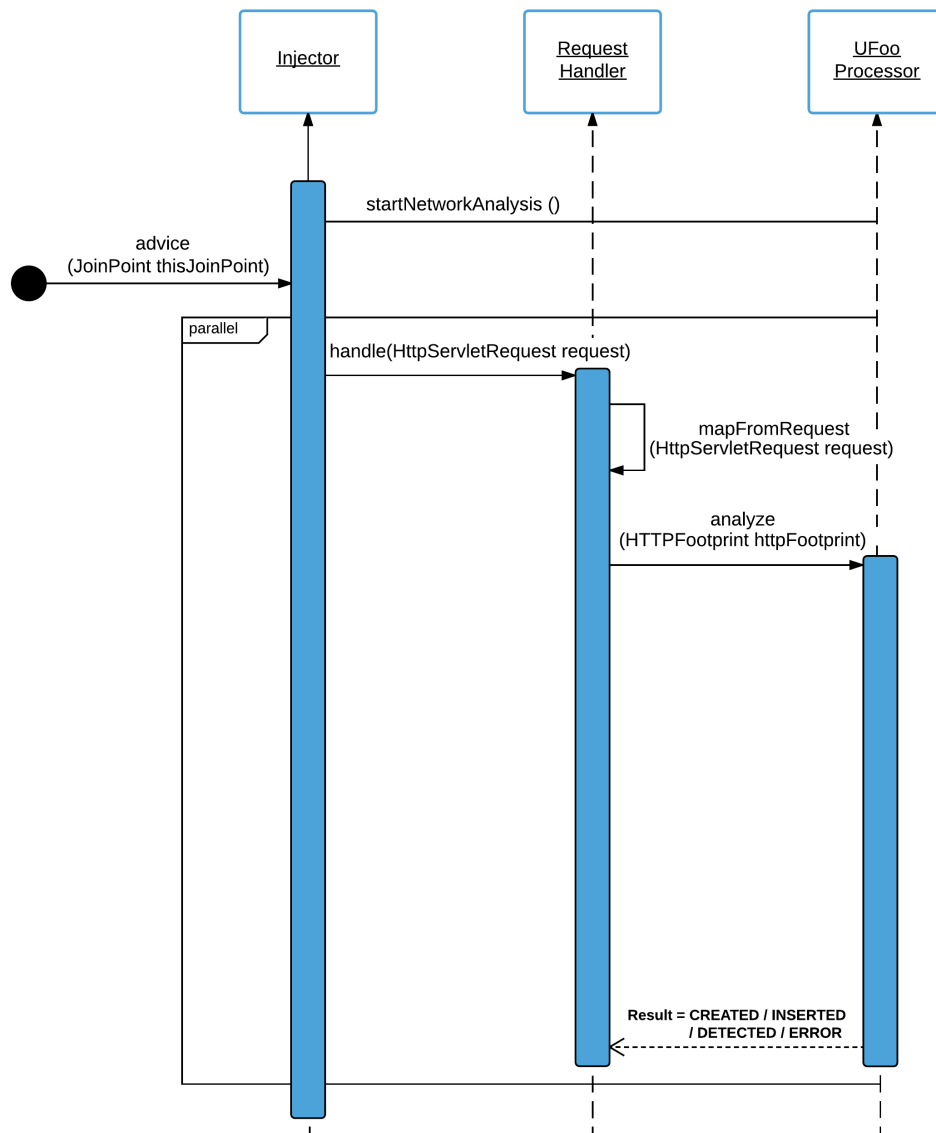 Injector
Request
Handler
UFoo
Processor
startNetworkAnalysis ()
advice
(JoinPoint thisJoinPoint)
parallel
handle(HttpServletRequest request)
mapFromRequest
(HttpServletRequest request)
analyze
(HTTPFootprint httpFootprint)
Result = CREATED / INSERTED
/ DETECTED / ERROR